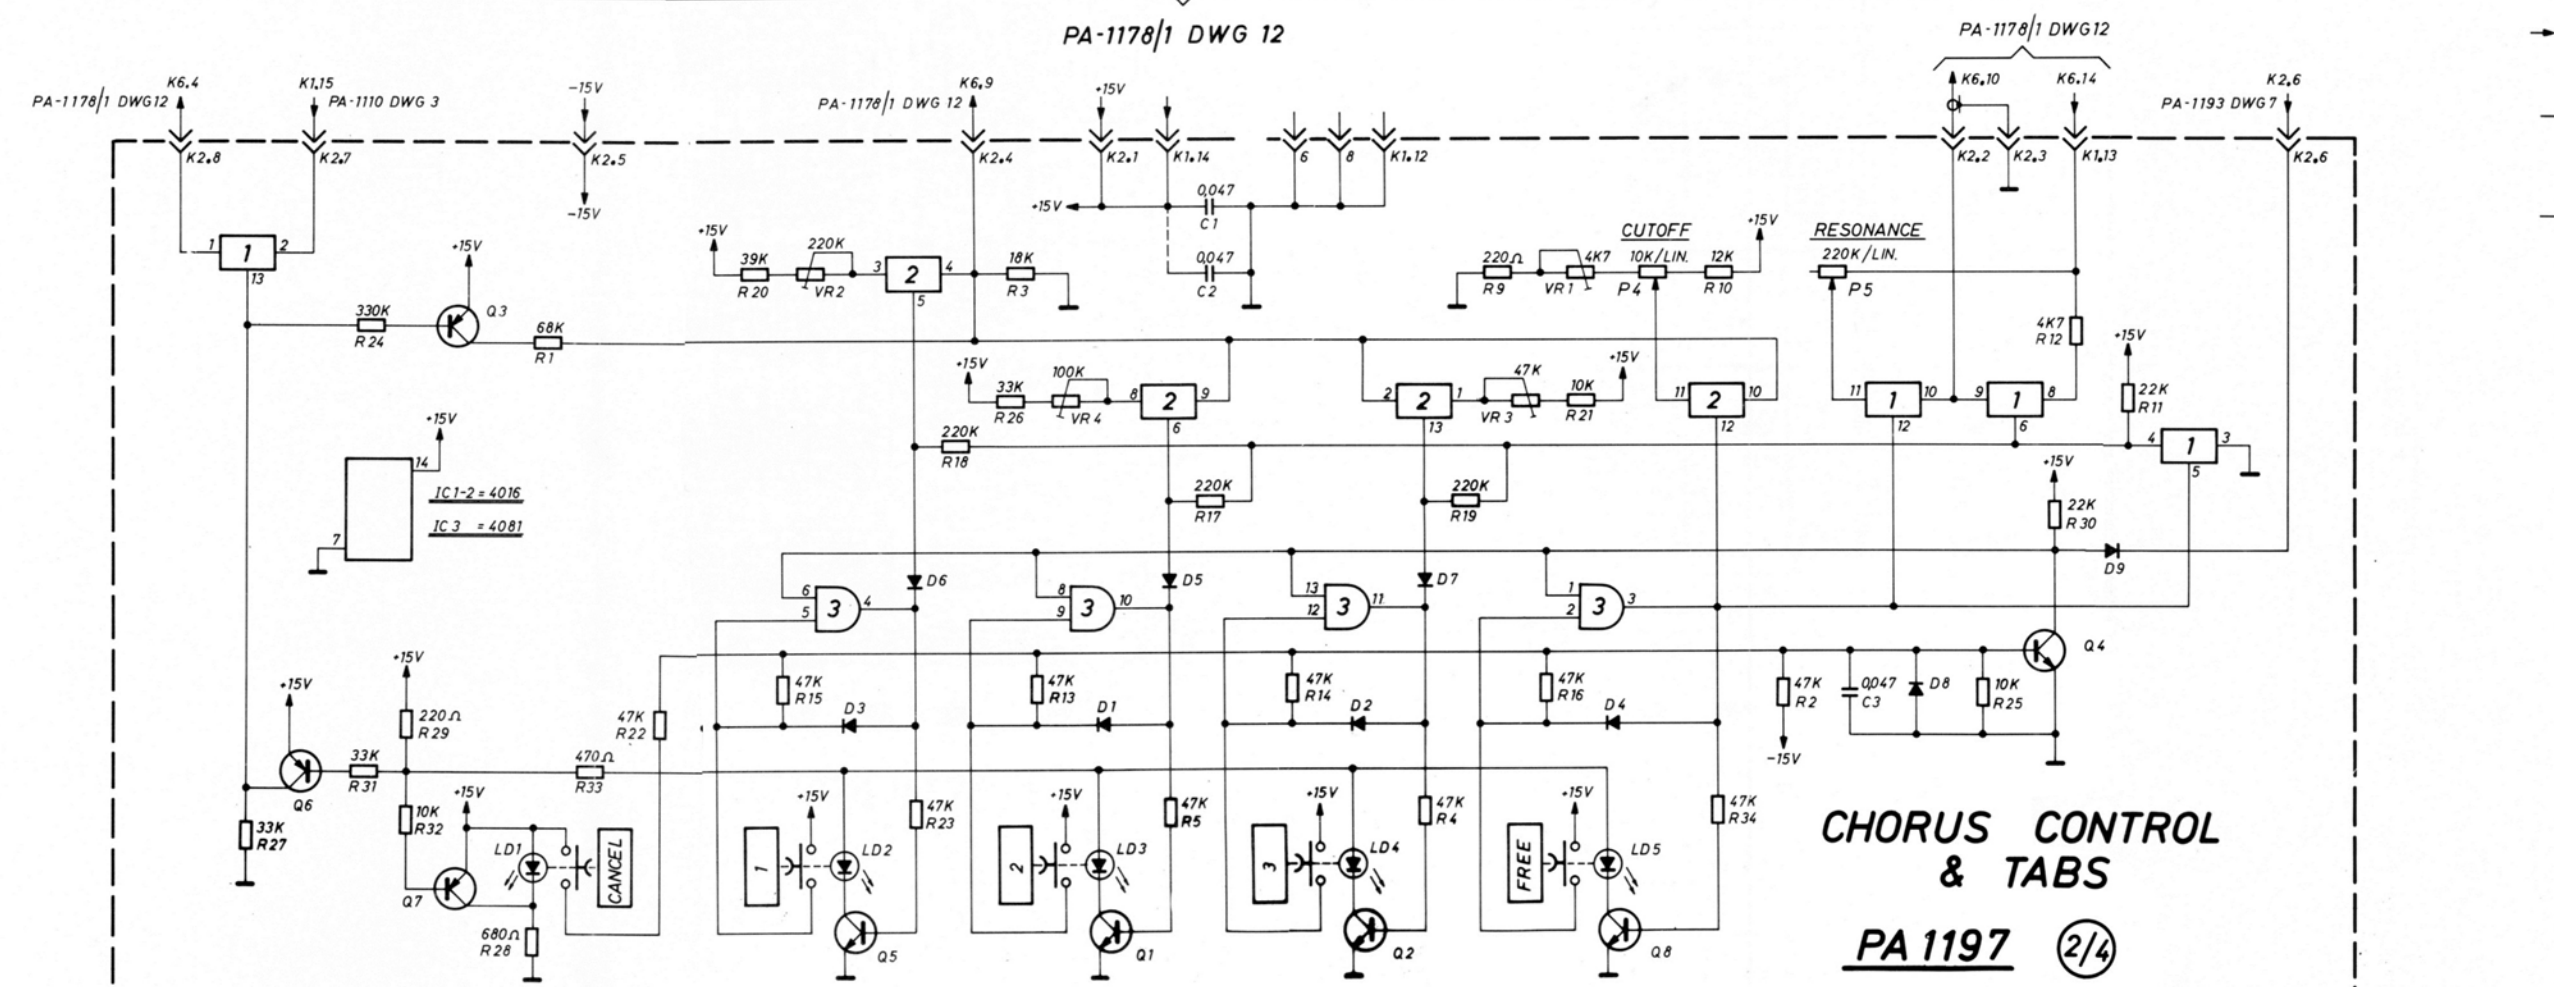 PA-1178/1 DWG 12
PA-1178/1 DWG12
K6.4
K1.15
-15V
K6.9
+15V
K6.10
K6.14
K2.6
PA-1178/1 DWG12
PA-1110 DWG 3
PA-1178/1 DWG 12
PA-1193 DWG7
K2.8
K2.7
K2.5
K2.4
K2.1
K1.14
6
8
K1.12
K2.2
K2.3
K1.13
K2.6
-15V
+15V
0,047
C1
0,047
C2
1
1
2
13
+15V
39K
R20
220K
VR2
3
2
4
5
18K
R3
220Ω
R9
4K7
VR1
CUTOFF
10K/LIN.
P4
12K
R10
+15V
RESONANCE
220K/LIN.
P5
330K
R24
+15V
Q3
68K
R1
4K7
R12
+15V
22K
R11
+15V
33K
R26
100K
VR4
8
2
9
6
2
2
1
13
47K
VR3
10K
R21
+15V
11
2
10
12
11
1
10
12
9
1
8
6
4
1
3
5
220K
R18
220K
R17
220K
R19
+15V
22K
R30
+15V
14
7
IC1-2 = 4016
IC3 = 4081
D9
6
5
3
4
D6
8
9
3
10
D5
13
12
3
11
D7
1
2
3
3
Q4
47K
R15
D3
47K
R13
D1
47K
R14
D2
47K
R16
D4
47K
R2
-15V
0,047
C3
D8
10K
R25
+15V
+15V
220Ω
R29
47K
R22
33K
R31
470Ω
R33
Q6
33K
R27
10K
R32
+15V
LD1
CANCEL
Q7
680Ω
R28
1
+15V
LD2
47K
R23
Q5
2
+15V
LD3
47K
R5
Q1
3
+15V
LD4
47K
R4
Q2
FREE
+15V
LD5
47K
R34
Q8
CHORUS CONTROL
& TABS
PA 1197 2/4